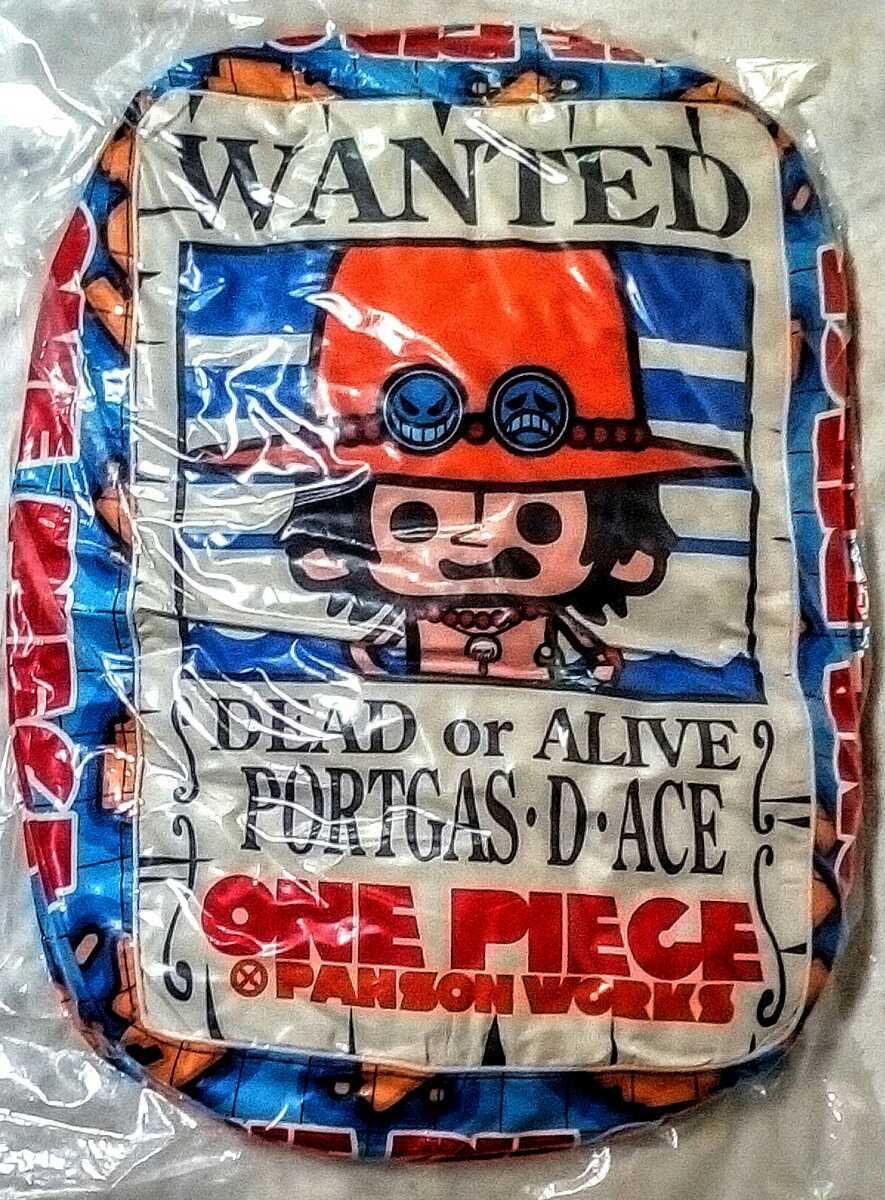 WANTED
DEAD or ALIVE
PORTGAS・D・ACE
ONE PIECE
ⓧ PANSON WORKS